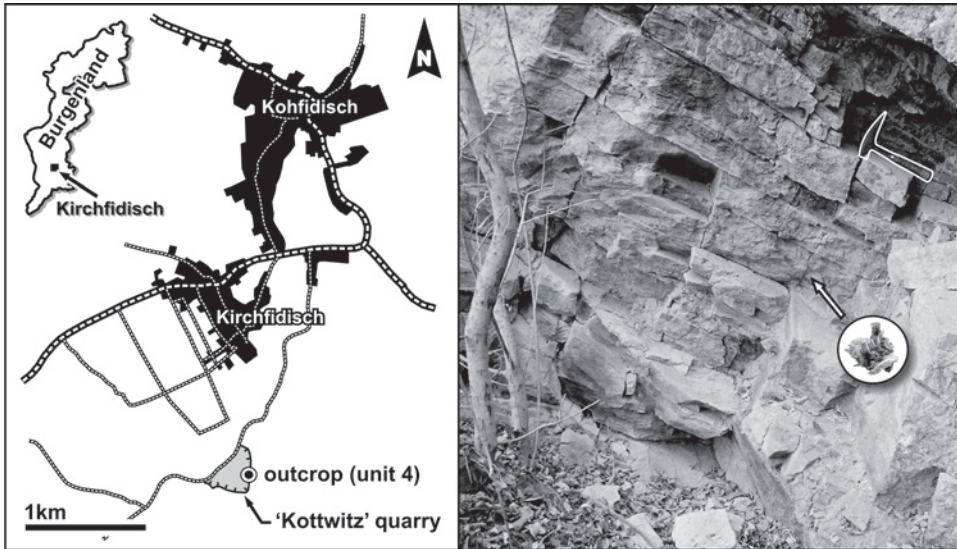 Burgenland
Kirchfidisch
N
Kohfidisch
Kirchfidisch
outcrop (unit 4)
'Kottwitz' quarry
1km